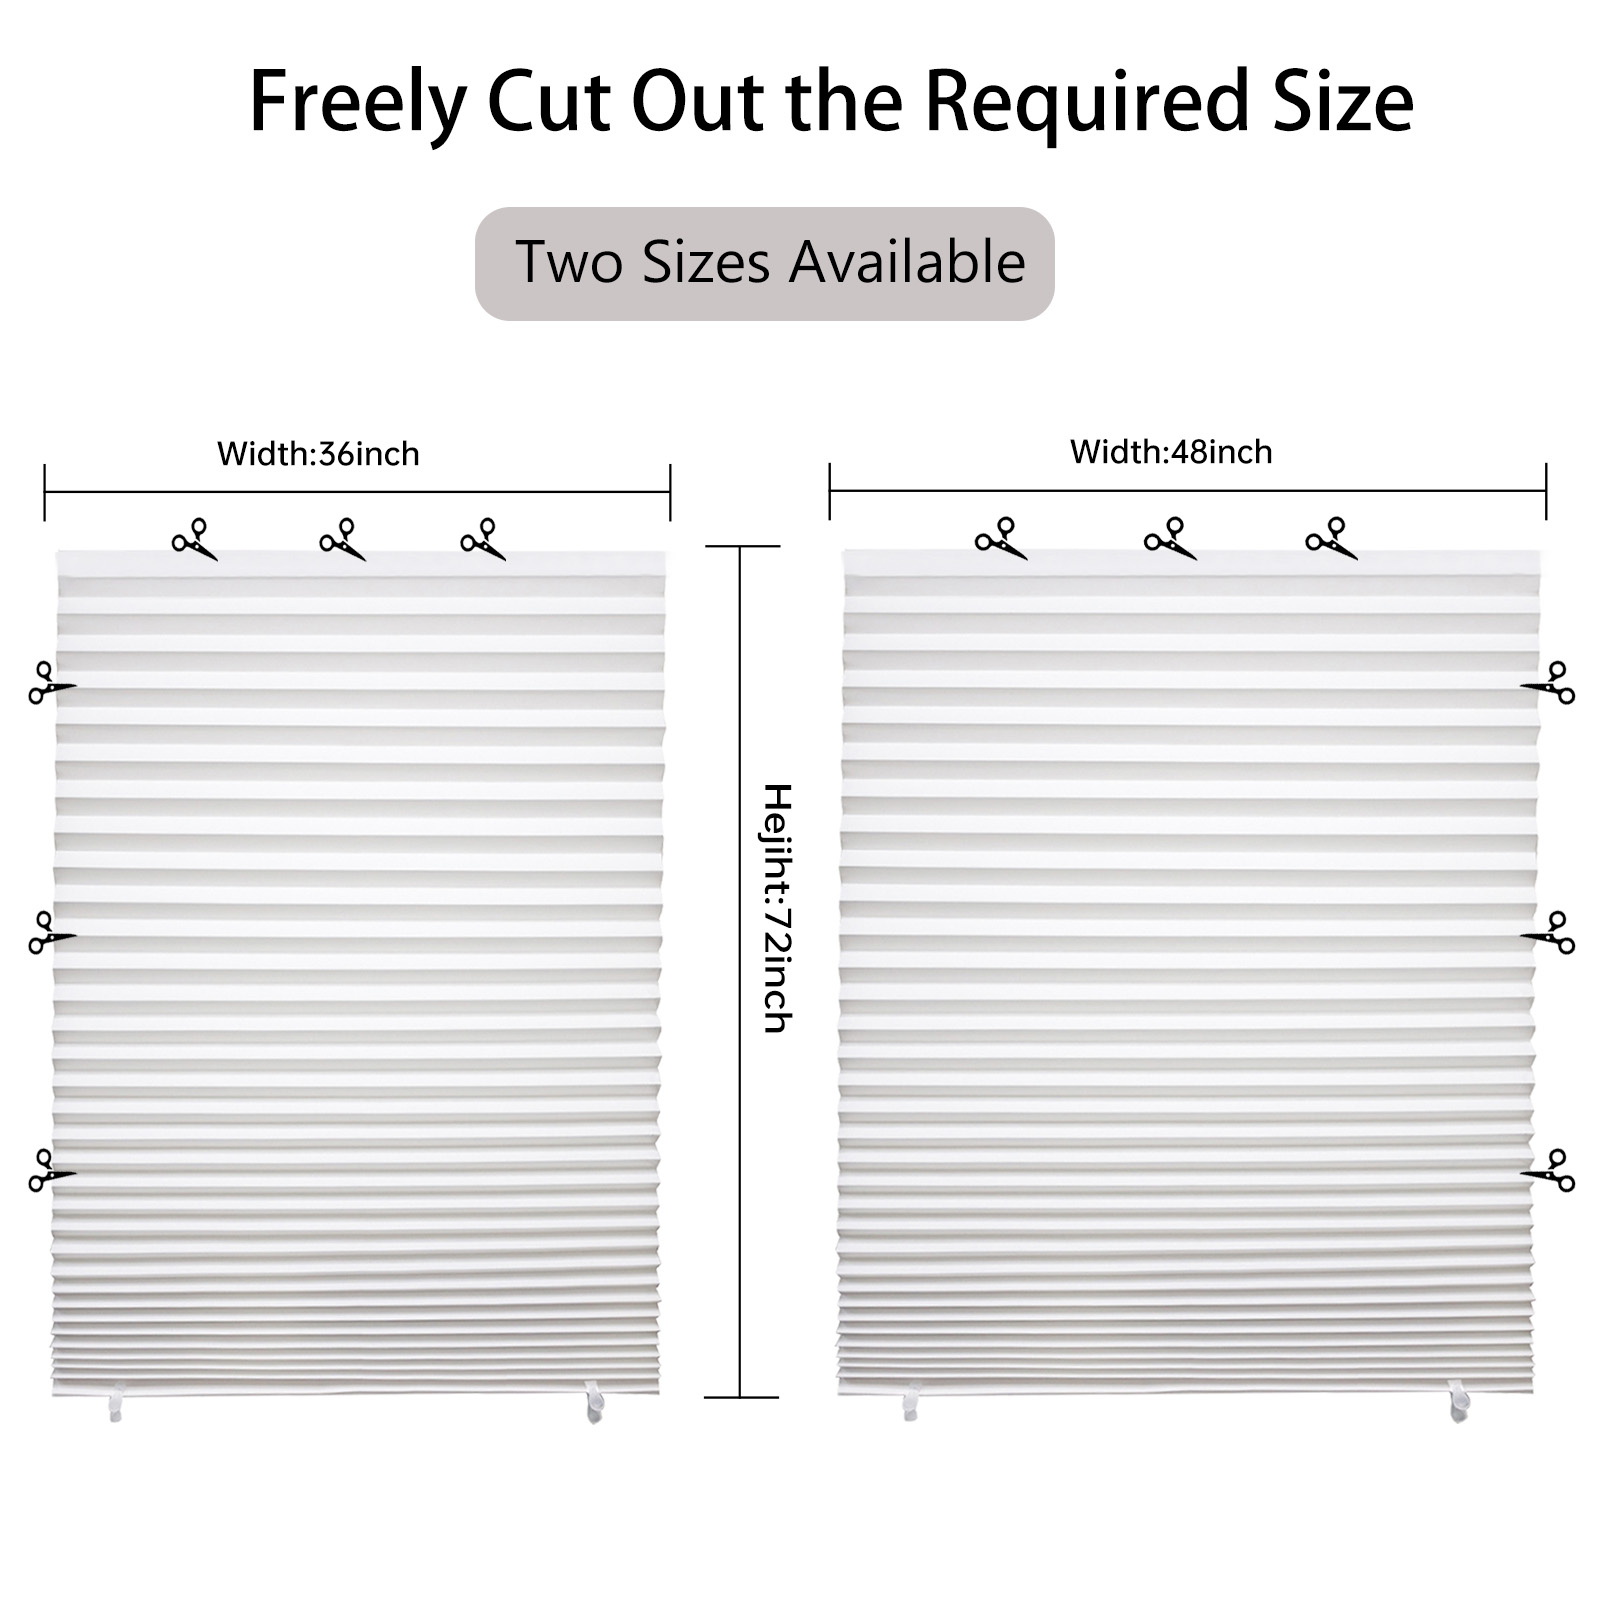 Freely Cut Out the Required Size
Two Sizes Available
Width:36inch
Width:48inch
Hejiht:72inch